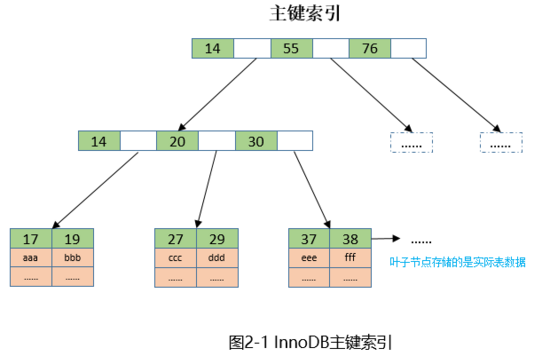 主键索引
14 55 76
14 20 30
...... ......
17 19 27 29 37 38 ......
aaa bbb ccc ddd eee fff
...... ...... ...... ...... ...... ......
叶子节点存储的是实际表数据
图2-1 InnoDB主键索引